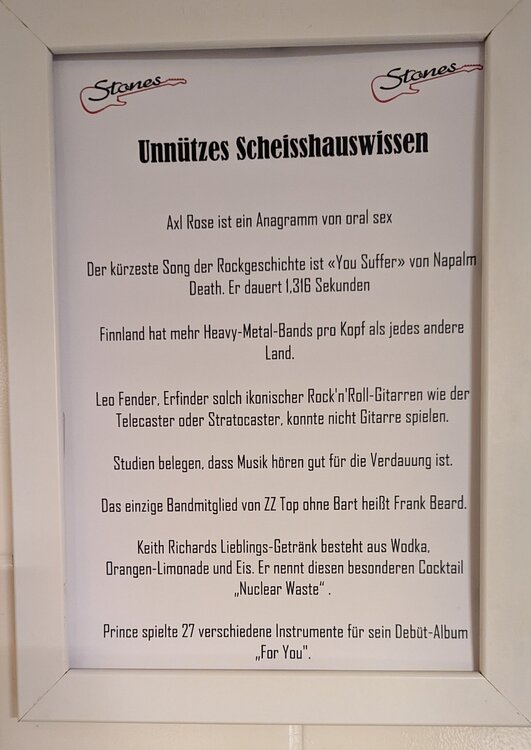 Stones
Stones
Unnützes Scheisshauswissen
Axl Rose ist ein Anagramm von oral sex
Der kürzeste Song der Rockgeschichte ist «You Suffer» von Napalm
Death. Er dauert 1,316 Sekunden
Finnland hat mehr Heavy-Metal-Bands pro Kopf als jedes andere
Land.
Leo Fender, Erfinder solch ikonischer Rock'n'Roll-Gitarren wie der
Telecaster oder Stratocaster, konnte nicht Gitarre spielen.
Studien belegen, dass Musik hören gut für die Verdauung ist.
Das einzige Bandmitglied von ZZ Top ohne Bart heißt Frank Beard.
Keith Richards Lieblings-Getränk besteht aus Wodka,
Orangen-Limonade und Eis. Er nennt diesen besonderen Cocktail
„Nuclear Waste“ .
Prince spielte 27 verschiedene Instrumente für sein Debüt-Album
„For You".